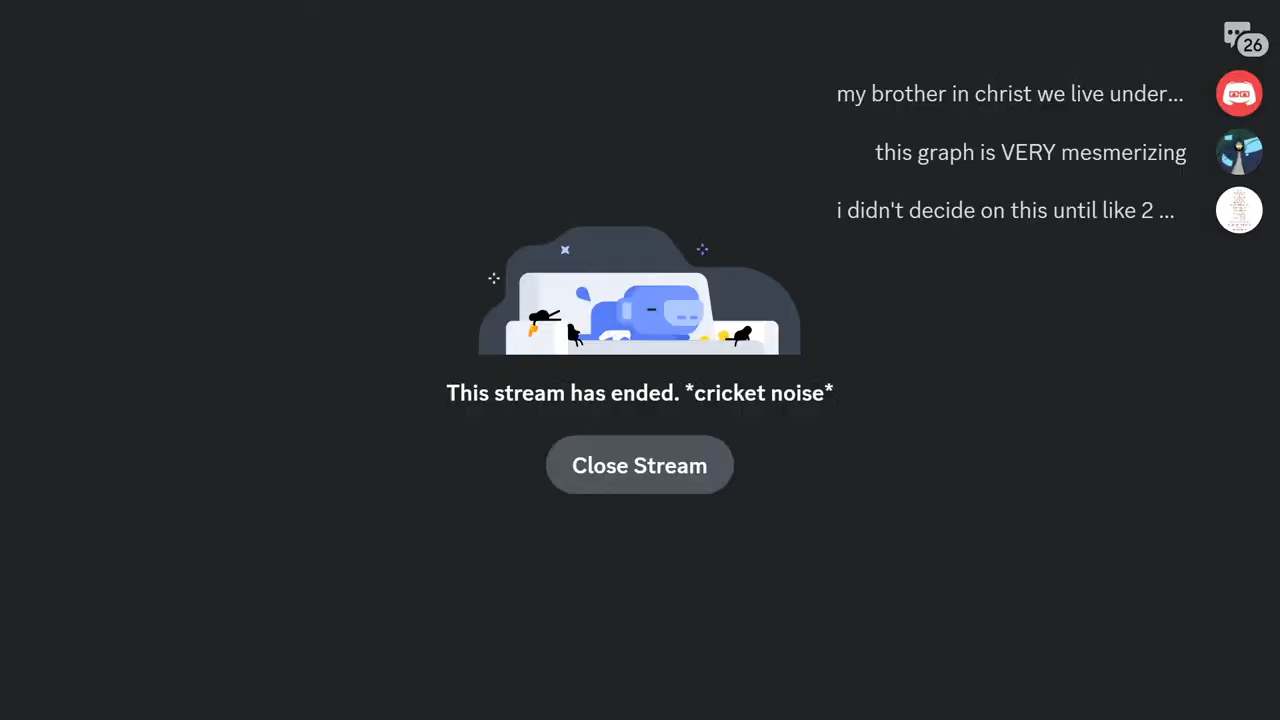 26
my brother in christ we live under...
this graph is VERY mesmerizing
i didn't decide on this until like 2 ...
This stream has ended. *cricket noise*
Close Stream